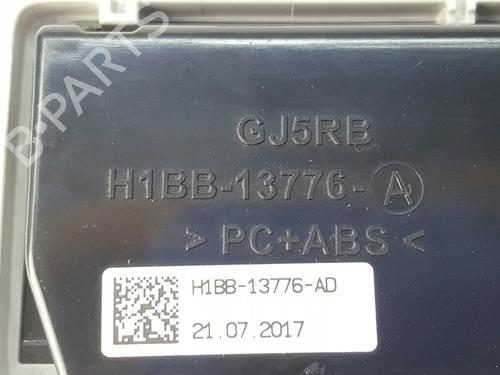 GJ5RB
H1BB-13776-A
> PC+ABS <
H1BB-13776-AD
21.07.2017
B-PARTS